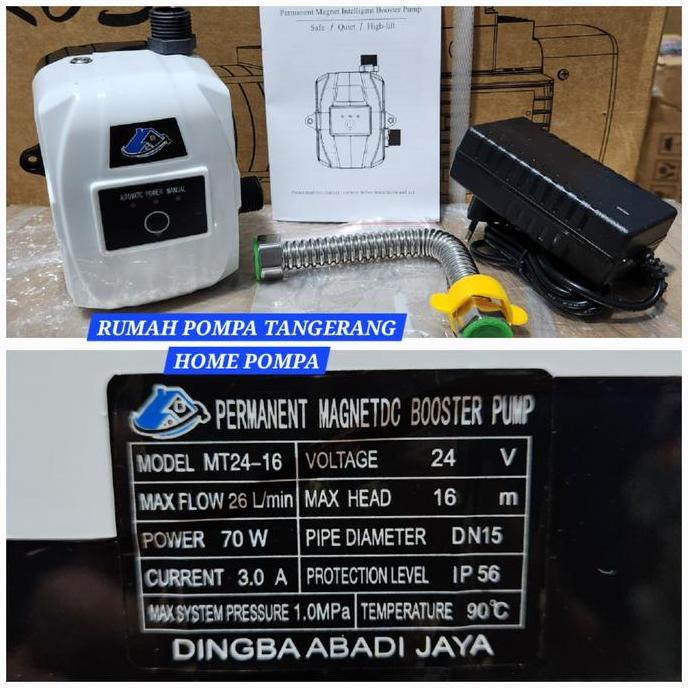 Permanent Magnet Intelligent Booster Pump
Safe / Quiet / High-lift
AUTOMATIC POWER MANUAL
RUMAH POMPA TANGERANG
HOME POMPA
PERMANENT MAGNETDC BOOSTER PUMP
MODEL MT24-16 VOLTAGE 24 V
MAX FLOW 26 L/min MAX HEAD 16 m
POWER 70 W PIPE DIAMETER DN15
CURRENT 3.0 A PROTECTION LEVEL IP 56
MAX SYSTEM PRESSURE 1.0MPa TEMPERATURE 90℃
DINGBA ABADI JAYA